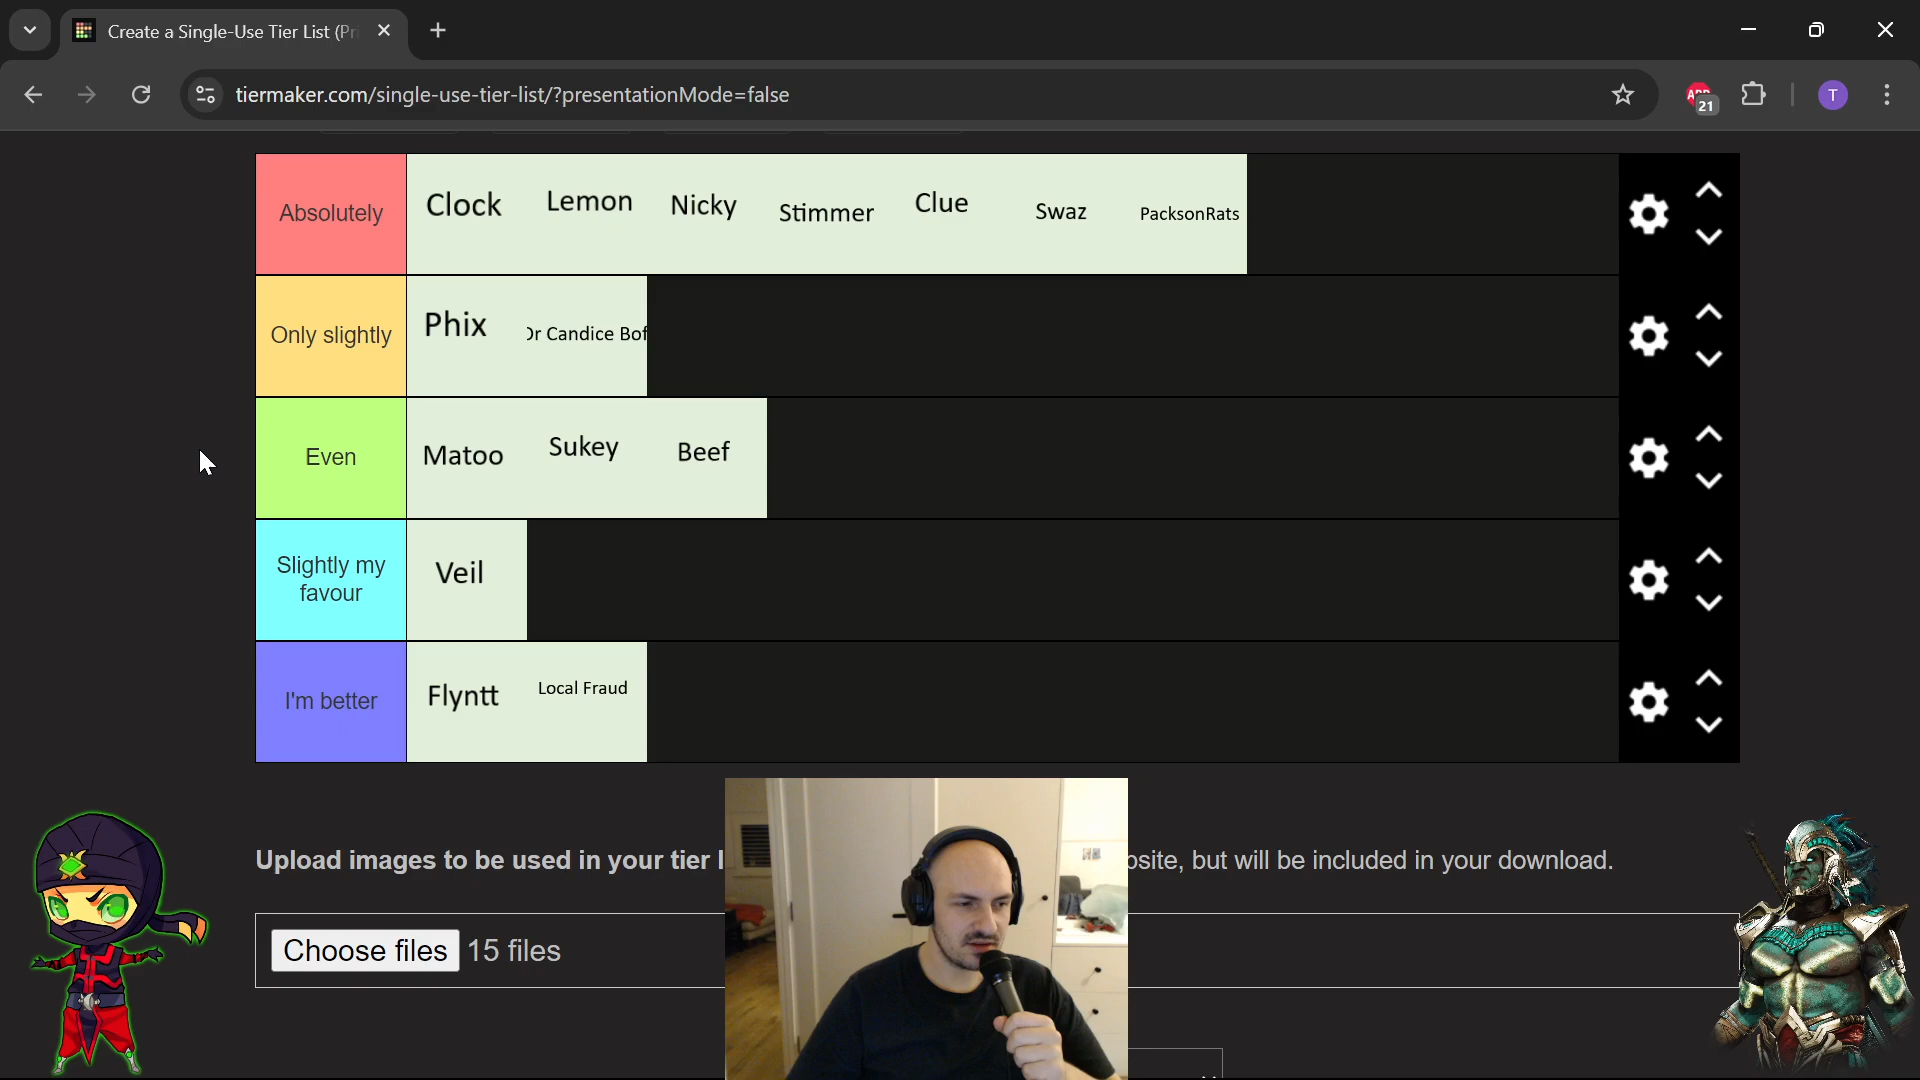 Create a Single-Use Tier List (Pr
tiermaker.com/single-use-tier-list/?presentationMode=false
21
T
Absolutely
Clock
Lemon
Nicky
Stimmer
Clue
Swaz
PacksonRats
Only slightly
Phix
Dr Candice Bof
Even
Matoo
Sukey
Beef
Slightly my
favour
Veil
I'm better
Flyntt
Local Fraud
Upload images to be used in your tier l
bsite, but will be included in your download.
Choose files
15 files